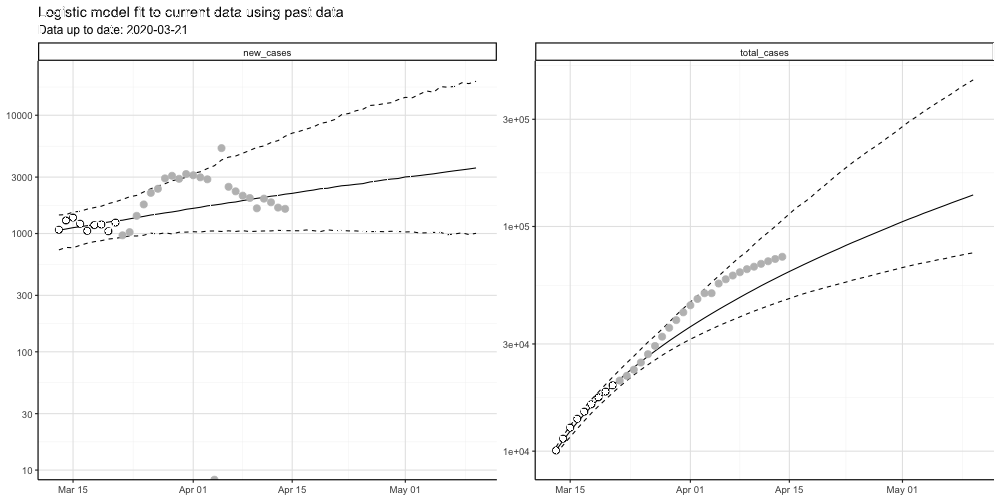 Logistic model fit to current data using past data
Data up to date: 2020-03-21
new_cases
total_cases
10000
3000
1000
300
100
30
10
3e+05
1e+05
3e+04
1e+04
Mar 15
Apr 01
Apr 15
May 01
Mar 15
Apr 01
Apr 15
May 01